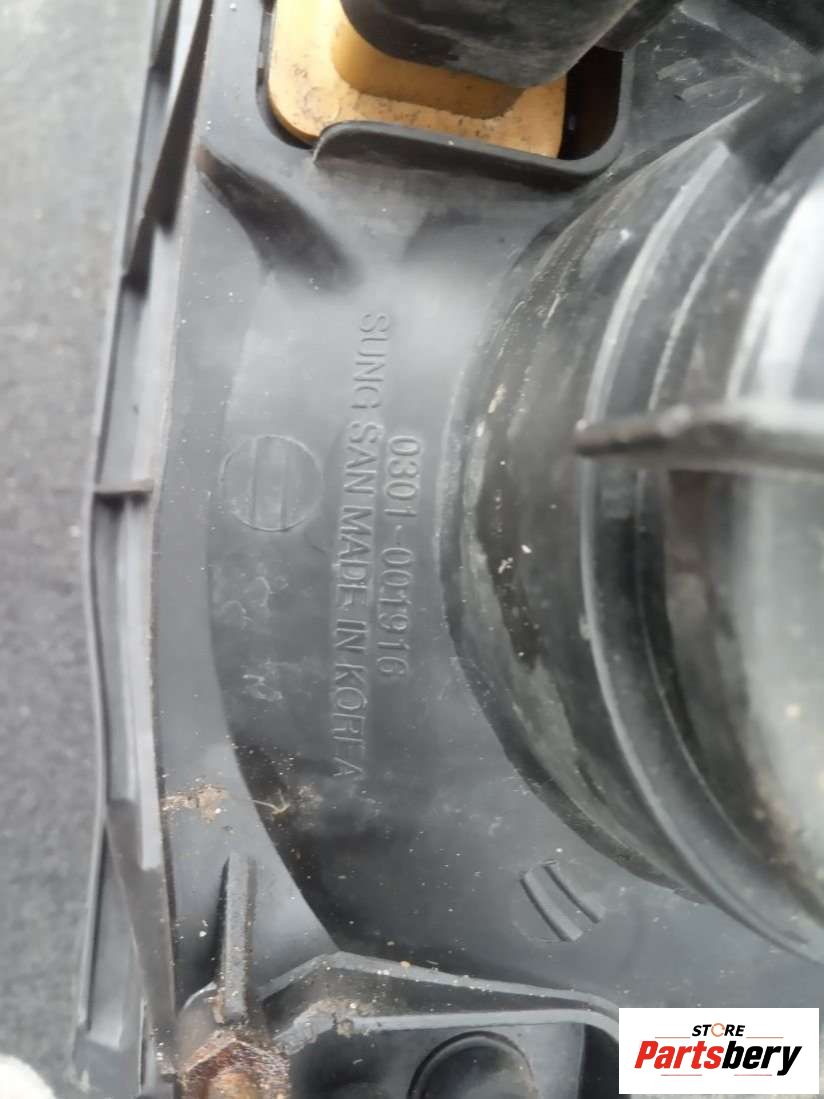 0301-001916
SUNG SAN MADE IN KOREA
STORE
Partsbery